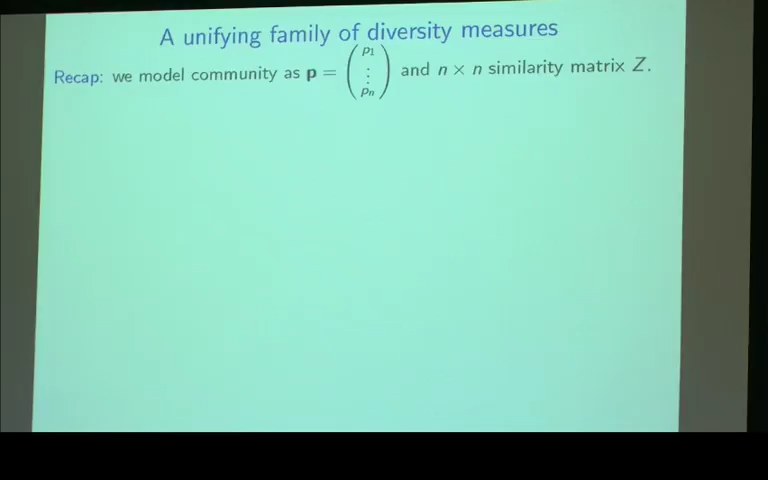 A unifying family of diversity measures
Recap: we model community as p = (p1 ⋮ pn) and n × n similarity matrix Z.